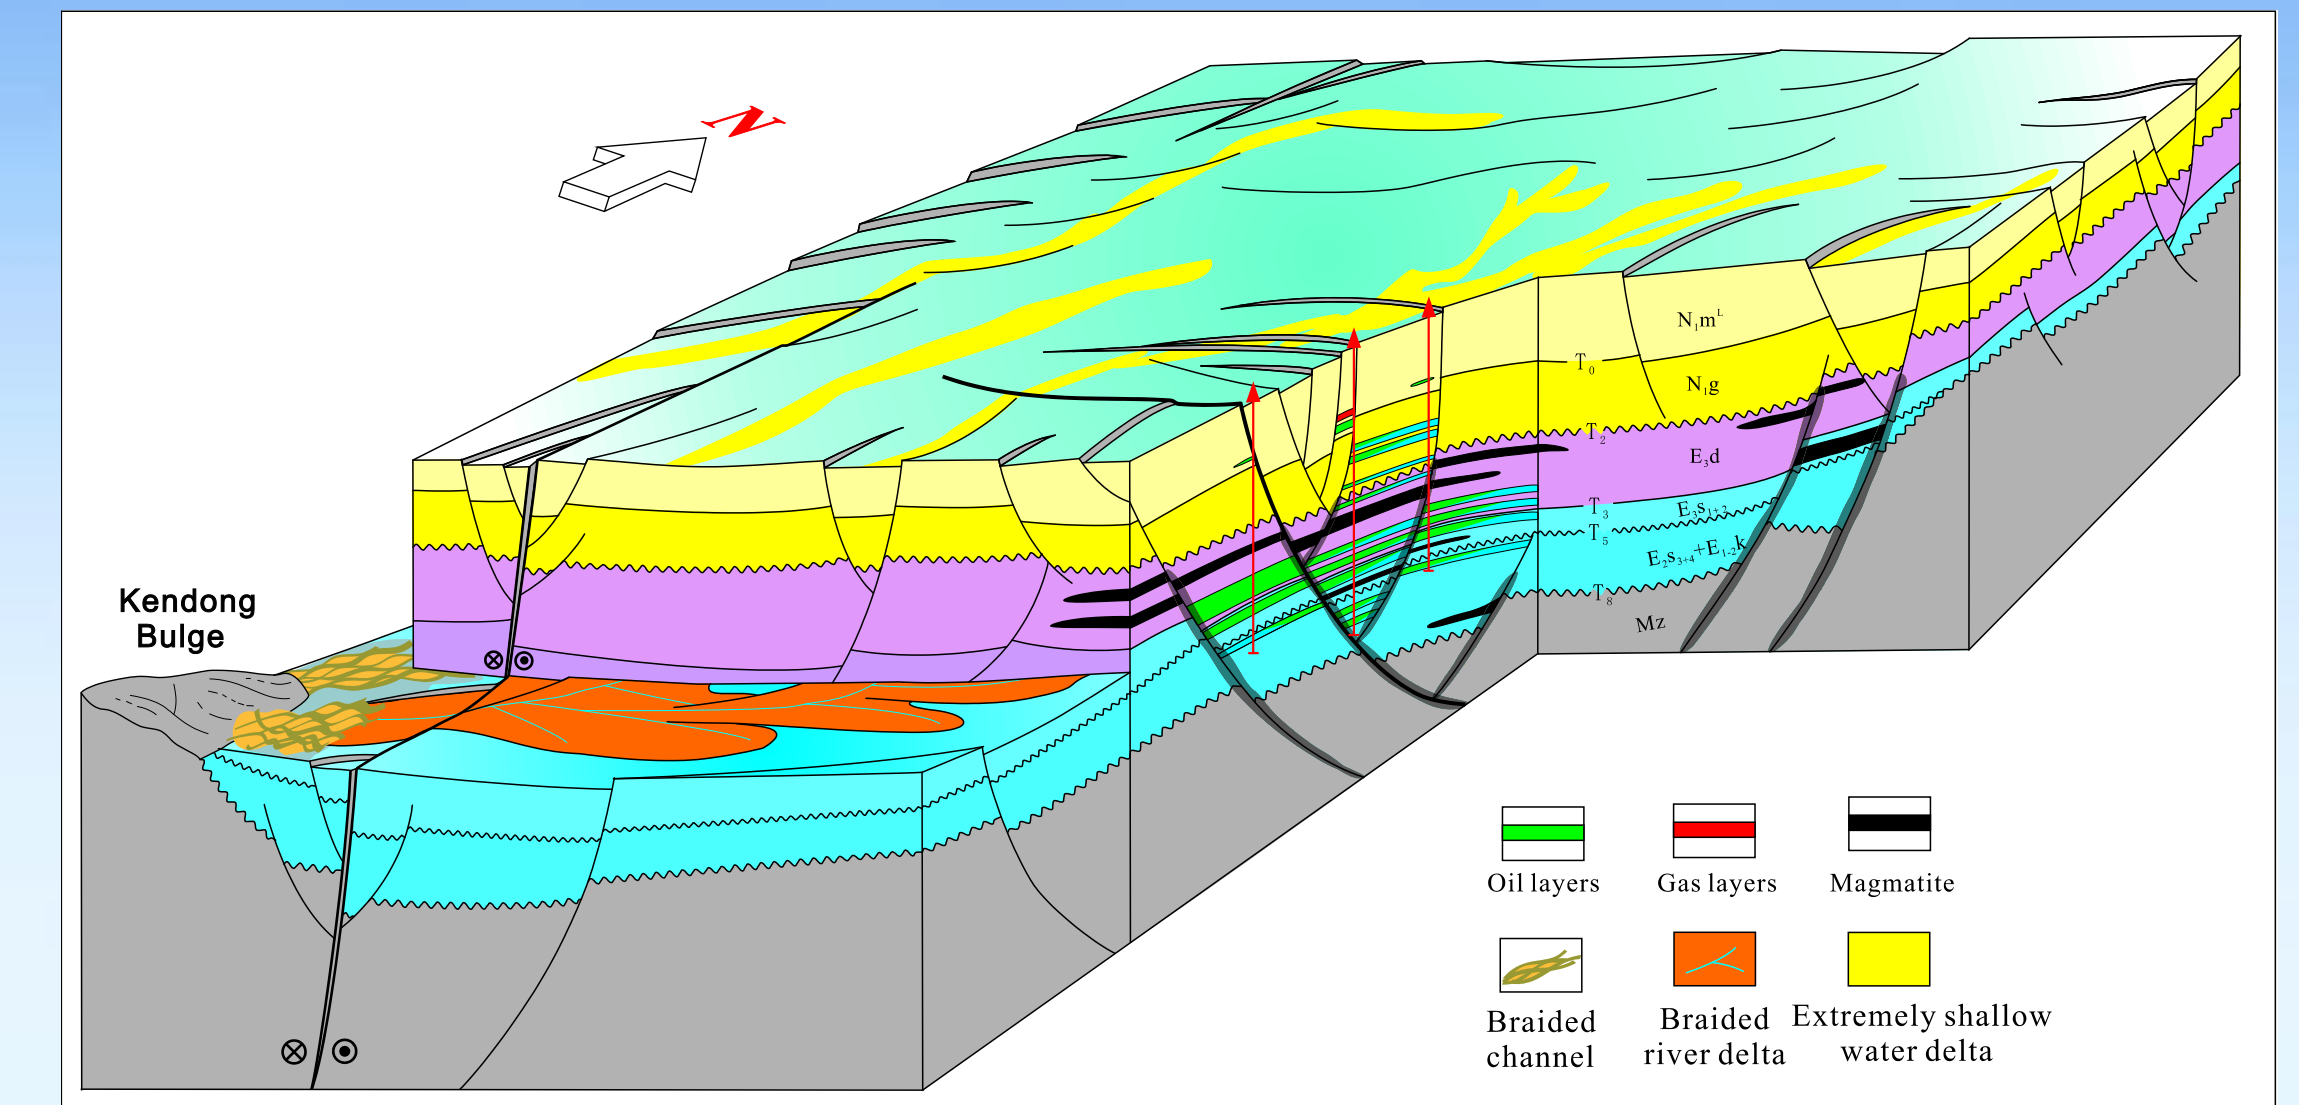 N
N₁mᴸ
T₀
N₁g
T₂
E₃d
T₃
E₃s₁₊₂
T₅
E₂s₃₊₄+E₁₋₂k
T₈
Mz
Kendong
Bulge
Oil layers
Gas layers
Magmatite
Braided
channel
Braided
river delta
Extremely shallow
water delta